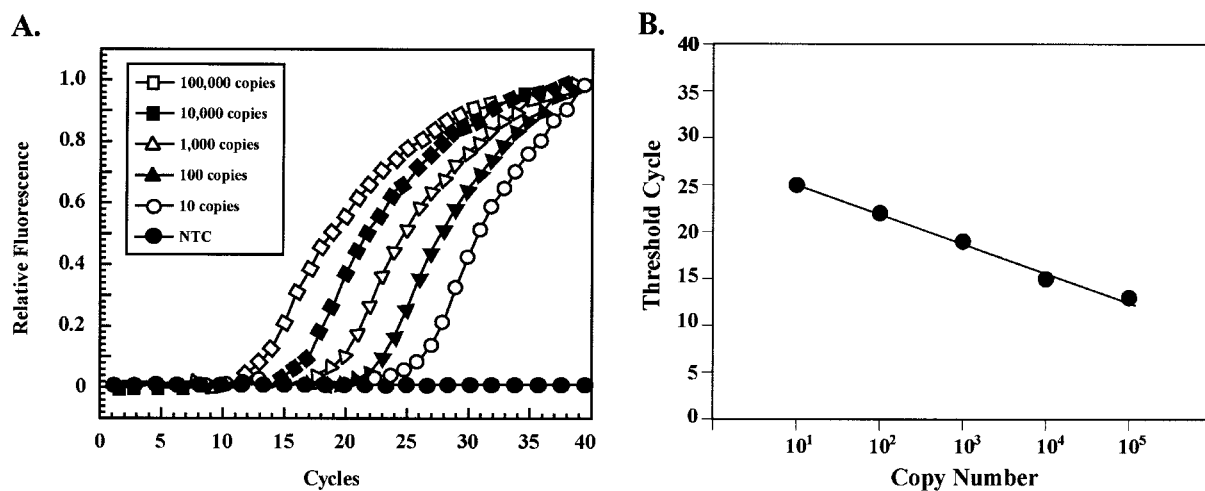 A.
Relative Fluorescence
1.0
0.8
0.6
0.4
0.2
0
100,000 copies
10,000 copies
1,000 copies
100 copies
10 copies
NTC
0 5 10 15 20 25 30 35 40
Cycles
B.
Threshold Cycle
40
35
30
25
20
15
10
5
0
10¹ 10² 10³ 10⁴ 10⁵
Copy Number